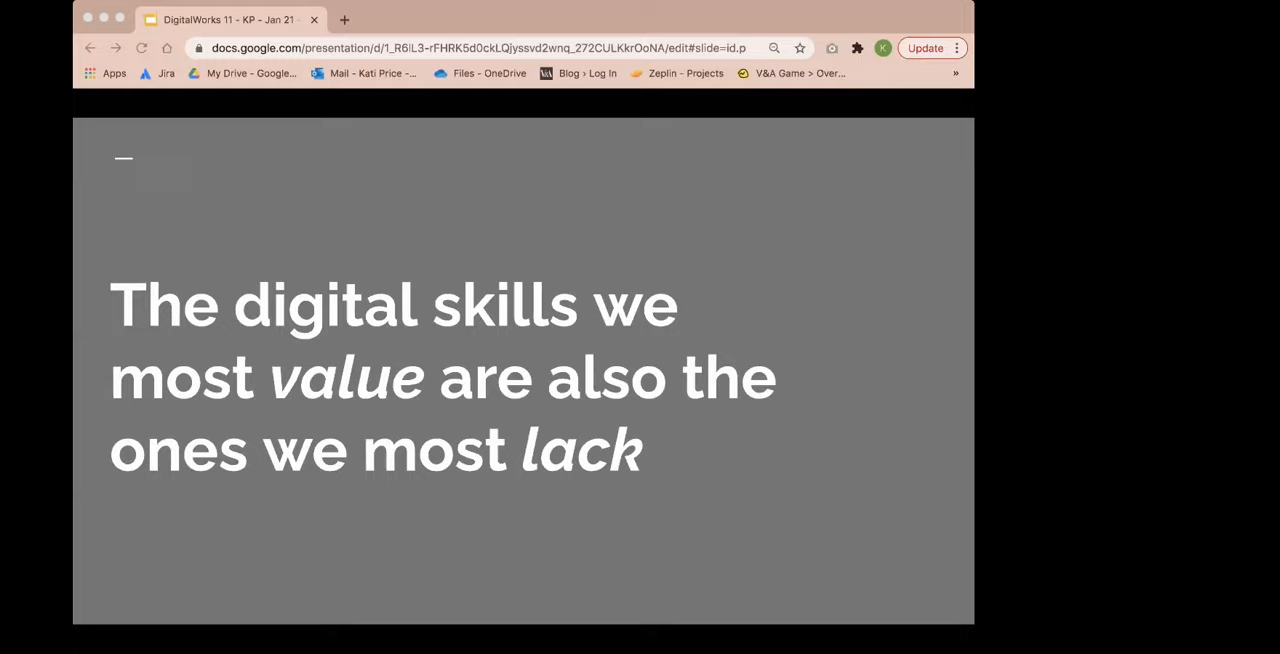 DigitalWorks 11 - KP - Jan 21 -
docs.google.com/presentation/d/1_R6lL3-rFHRK5d0ckLQjyssvd2wnq_272CULKkrOoNA/edit#slide=id.p
Update
Apps Jira My Drive - Google... Mail - Kati Price -... Files - OneDrive V&A Blog › Log In Zeplin - Projects V&A Game > Over... »
K
—
The digital skills we
most value are also the
ones we most lack